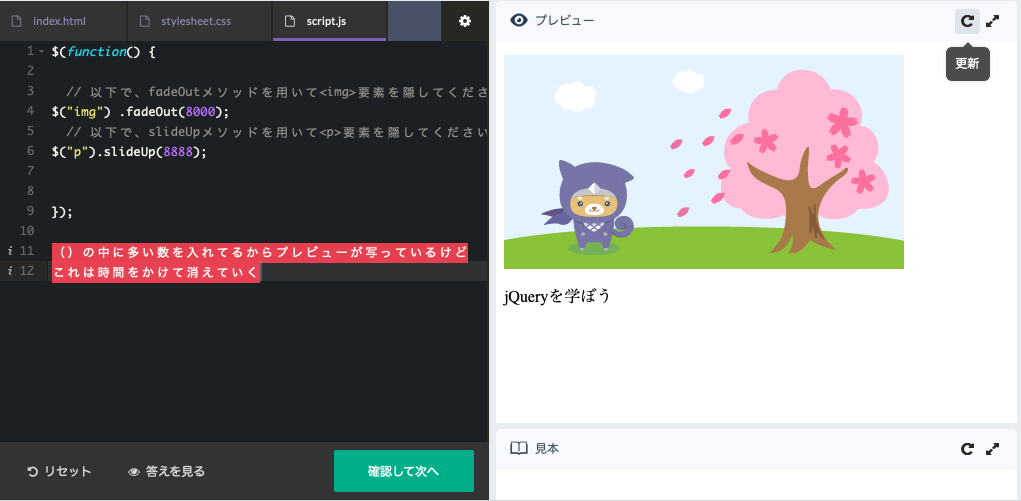 index.html
stylesheet.css
script.js
プレビュー
更新
1 $(function() {
2
3 // 以下で、fadeOutメソッドを用いて<img>要素を隠してくださ
4 $("img") .fadeOut(8000);
5 // 以下で、slideUpメソッドを用いて<p>要素を隠してください
6 $("p").slideUp(8888);
7
8
9 });
10
i 11 （）の中に多い数を入れてるからプレビューが写っているけど
i 12 これは時間をかけて消えていく
jQueryを学ぼう
見本
リセット
答えを見る
確認して次へ